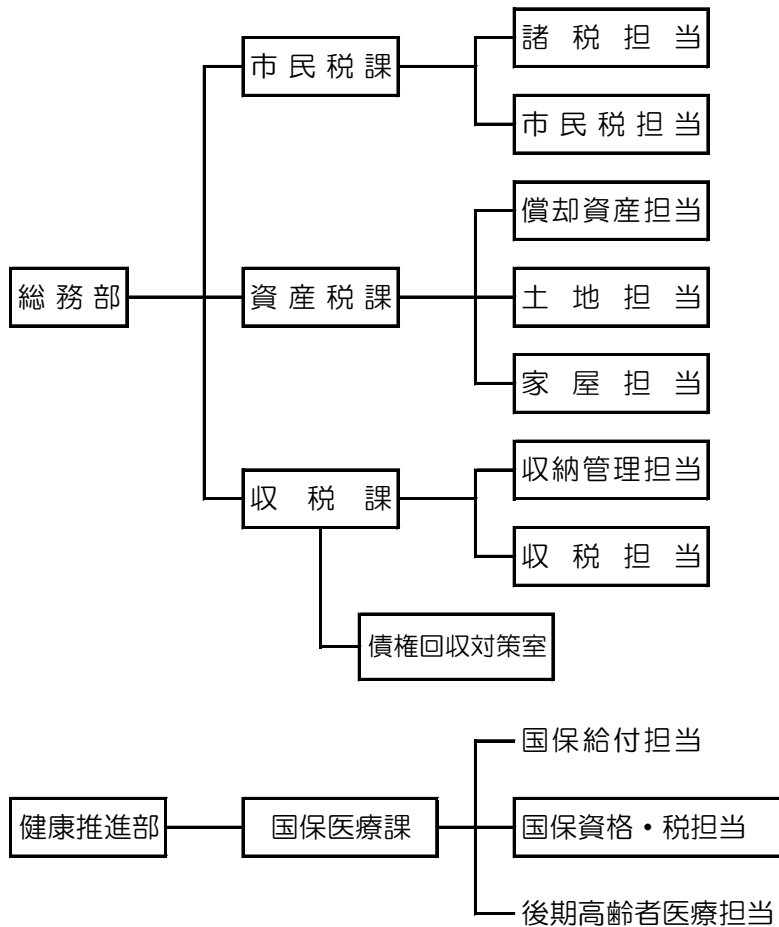 総務部
市民税課
諸税担当
市民税担当
資産税課
償却資産担当
土地担当
家屋担当
収税課
収納管理担当
収税担当
債権回収対策室
健康推進部
国保医療課
国保給付担当
国保資格・税担当
後期高齢者医療担当